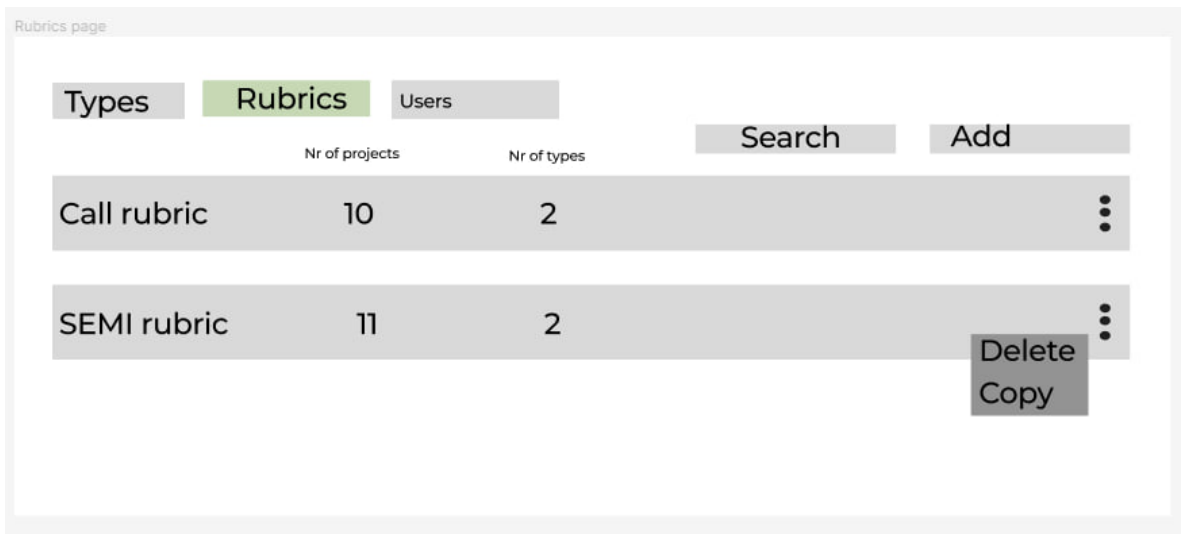 Rubrics page
Types Rubrics Users
Search Add
Nr of projects Nr of types
Call rubric 10 2
SEMI rubric 11 2
Delete
Copy